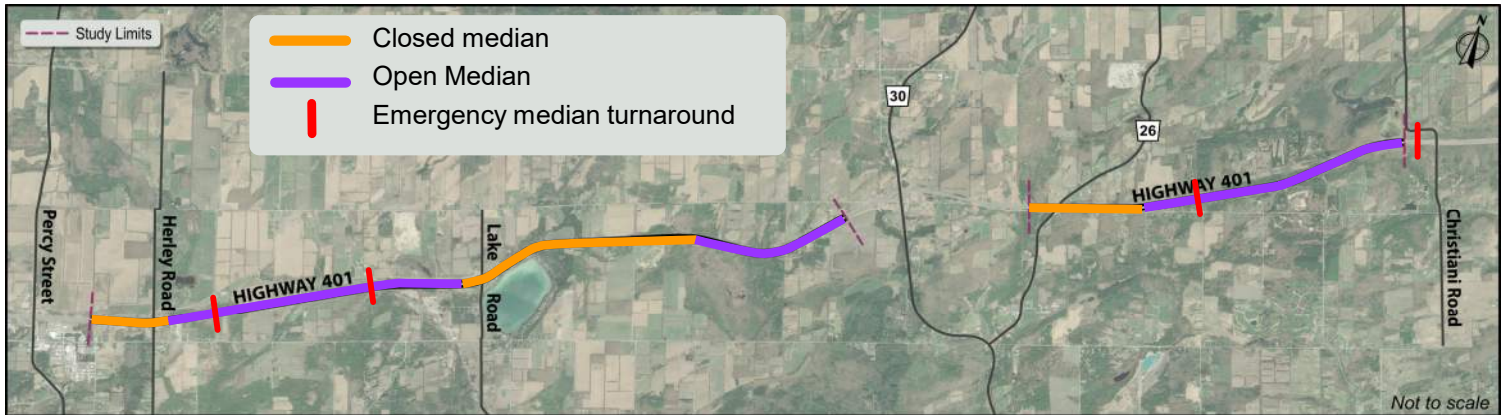 Study Limits
Closed median
Open Median
Emergency median turnaround
N
30
26
HIGHWAY 401
Percy Street
Herley Road
HIGHWAY 401
Lake Road
Christiani Road
Not to scale